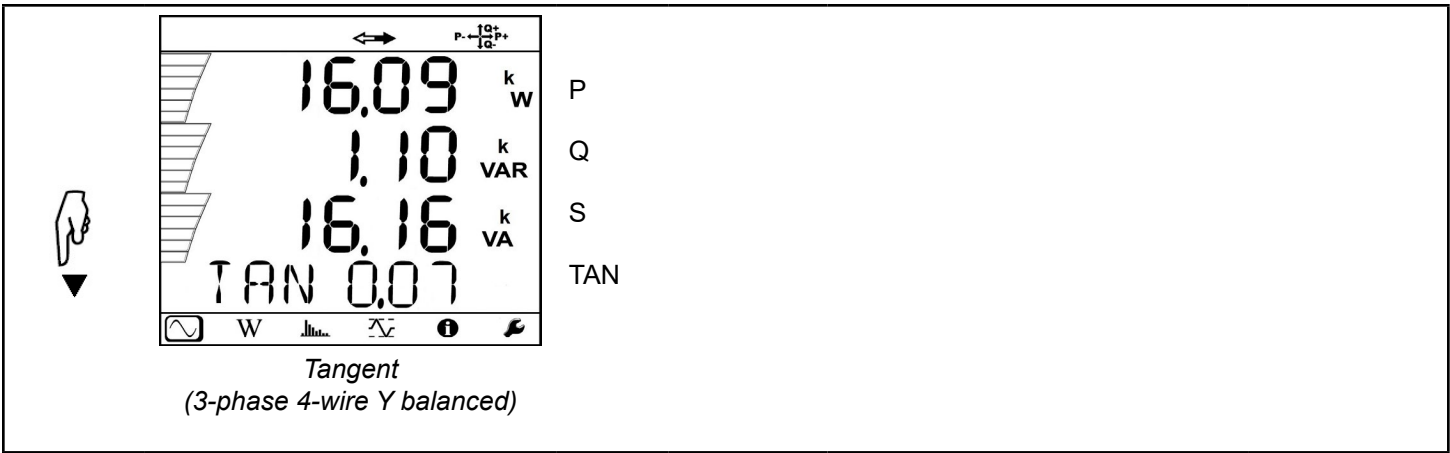 Q+
P- P+
Q-
16.09 k W P
1.10 k VAR Q
16.16 k VA S
TAN 0.07 TAN
W
Tangent
(3-phase 4-wire Y balanced)